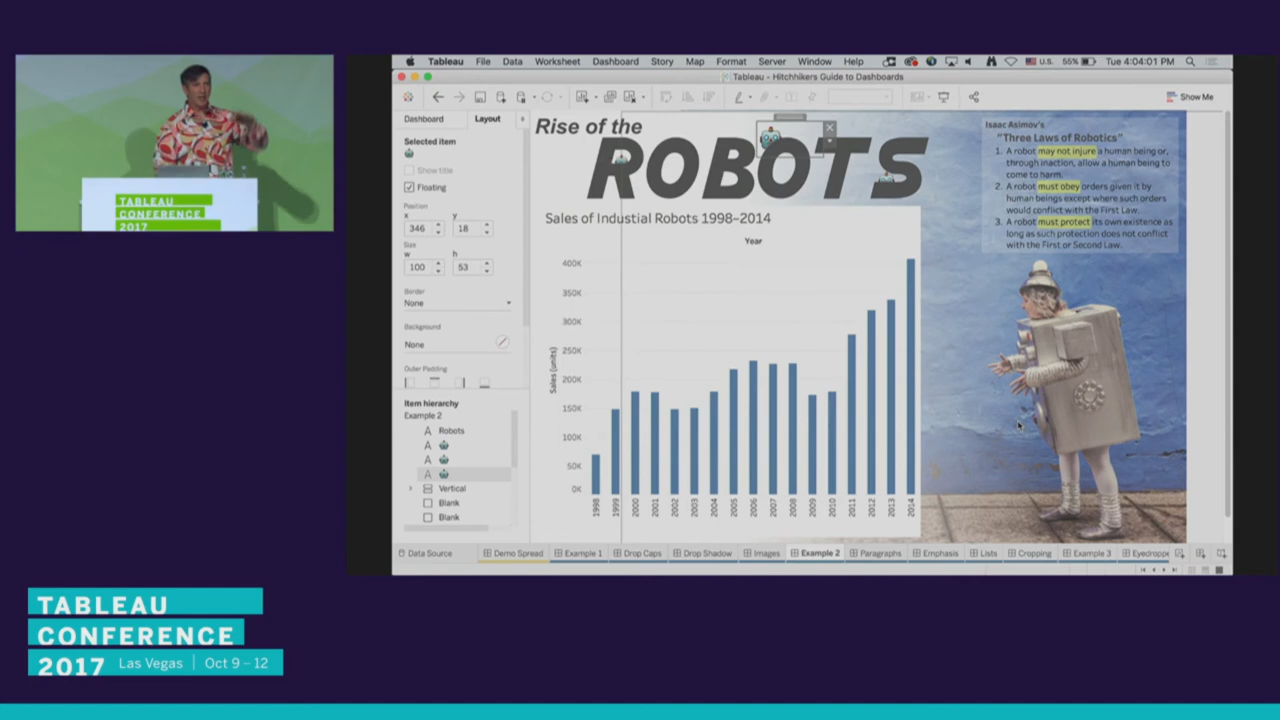 TABLEAU
CONFERENCE
2017
Tableau File Data Worksheet Dashboard Story Map Format Server Window Help
U.S. 55% Tue 4:04:01 PM
Tableau - Hitchhikers Guide to Dashboards
Show Me
Dashboard Layout
Selected item
Show title
Floating
Position
x y
346 18
Size
w h
100 53
Border
None
Background
None
Outer Padding
Item hierarchy
Example 2
A Robots
A
A
A
Vertical
Blank
Blank
Rise of the
ROBOTS
Sales of Industial Robots 1998–2014
Year
Sales (units)
400K
350K
300K
250K
200K
150K
100K
50K
0K
1998 1999 2000 2001 2002 2003 2004 2005 2006 2007 2008 2009 2010 2011 2012 2013 2014
Isaac Asimov's
"Three Laws of Robotics"
1. A robot may not injure a human being or,
through inaction, allow a human being to
come to harm.
2. A robot must obey orders given it by
human beings except where such orders
would conflict with the First Law.
3. A robot must protect its own existence as
long as such protection does not conflict
with the First or Second Law.
Data Source Demo Spread Example 1 Drop Caps Drop Shadow Images Example 2 Paragraphs Emphasis Lists Cropping Example 3 Eyedroppe
TABLEAU
CONFERENCE
2017 Las Vegas | Oct 9 – 12